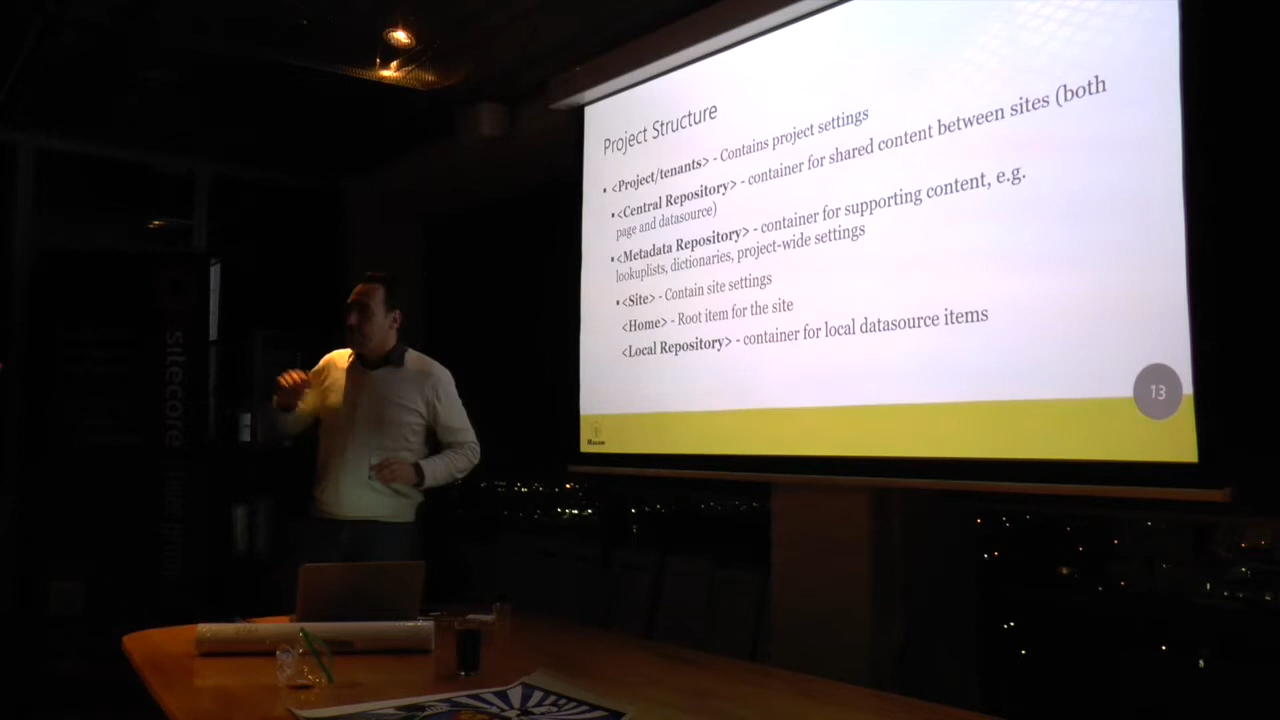 Project Structure
▪ <Project/tenants> - Contains project settings
▪ <Central Repository> - container for shared content between sites (both
page and datasource)
▪ <Metadata Repository> - container for supporting content, e.g.
lookuplists, dictionaries, project-wide settings
▪ <Site> - Contain site settings
<Home> - Root item for the site
<Local Repository> - container for local datasource items
13
Macaw
sitecore